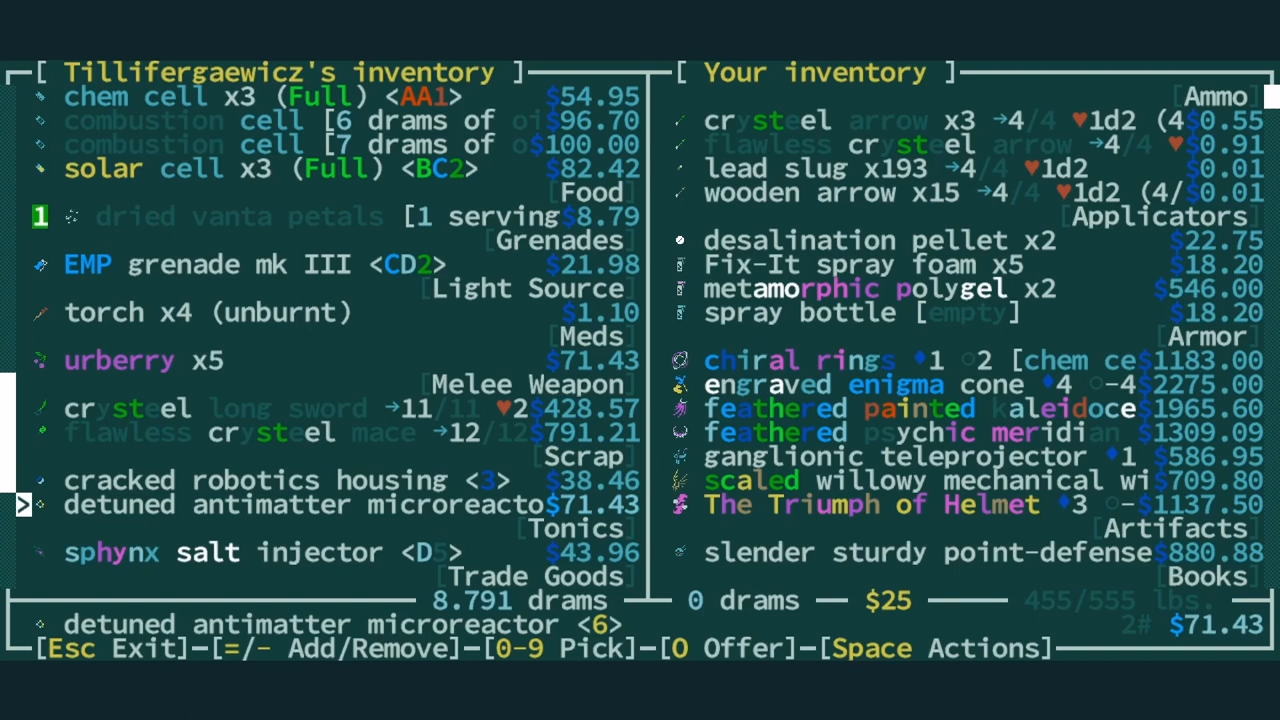 [ Tillifergaewicz's inventory ]
chem cell x3 (Full) <AA1> $54.95
combustion cell [6 drams of oi $96.70
combustion cell [7 drams of o $100.00
solar cell x3 (Full) <BC2> $82.42
[Food]
1 dried vanta petals [1 serving $8.79
[Grenades]
EMP grenade mk III <CD2> $21.98
[Light Source]
torch x4 (unburnt) $1.10
[Meds]
urberry x5 $71.43
[Melee Weapon]
crysteel long sword →11/11 ♥2 $428.57
flawless crysteel mace →12/12 $791.21
[Scrap]
cracked robotics housing <3> $38.46
> detuned antimatter microreacto $71.43
[Tonics]
sphynx salt injector <D5> $43.96
[Trade Goods]
[ Your inventory ]
[Ammo]
crysteel arrow x3 →4/4 ♥1d2 (4 $0.55
flawless crysteel arrow →4/4 ♥ $0.91
lead slug x193 →4/4 ♥1d2 $0.01
wooden arrow x15 →4/4 ♥1d2 (4/ $0.01
[Applicators]
desalination pellet x2 $22.75
Fix-It spray foam x5 $18.20
metamorphic polygel x2 $546.00
spray bottle [empty] $18.20
[Armor]
chiral rings ♦1 ○2 [chem ce $1183.00
engraved enigma cone ♦4 ○-4 $2275.00
feathered painted kaleidoce $1965.60
feathered psychic meridian $1309.09
ganglionic teleprojector ♦1 $586.95
scaled willowy mechanical wi $709.80
The Triumph of Helmet ♦3 ○- $1137.50
[Artifacts]
slender sturdy point-defense $880.88
[Books]
8.791 drams 0 drams $25 455/555 lbs.
detuned antimatter microreactor <6> 2# $71.43
[Esc Exit]-[=/- Add/Remove]-[0-9 Pick]-[O Offer]-[Space Actions]